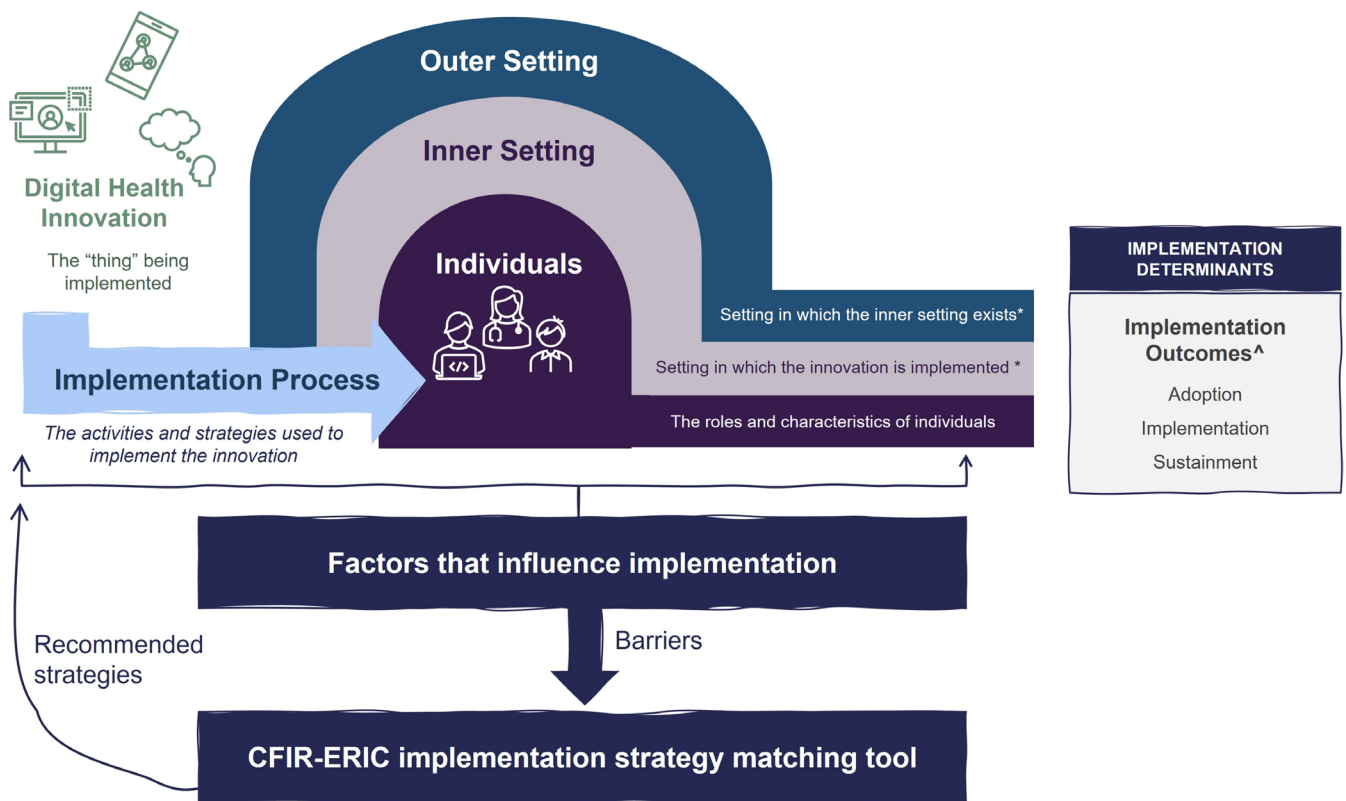 Outer Setting
Inner Setting
Individuals
Digital Health
Innovation
The “thing” being
implemented
Implementation Process
The activities and strategies used to
implement the innovation
Setting in which the inner setting exists*
Setting in which the innovation is implemented *
The roles and characteristics of individuals
IMPLEMENTATION
DETERMINANTS
Implementation
Outcomes^
Adoption
Implementation
Sustainment
Factors that influence implementation
Barriers
Recommended
strategies
CFIR-ERIC implementation strategy matching tool